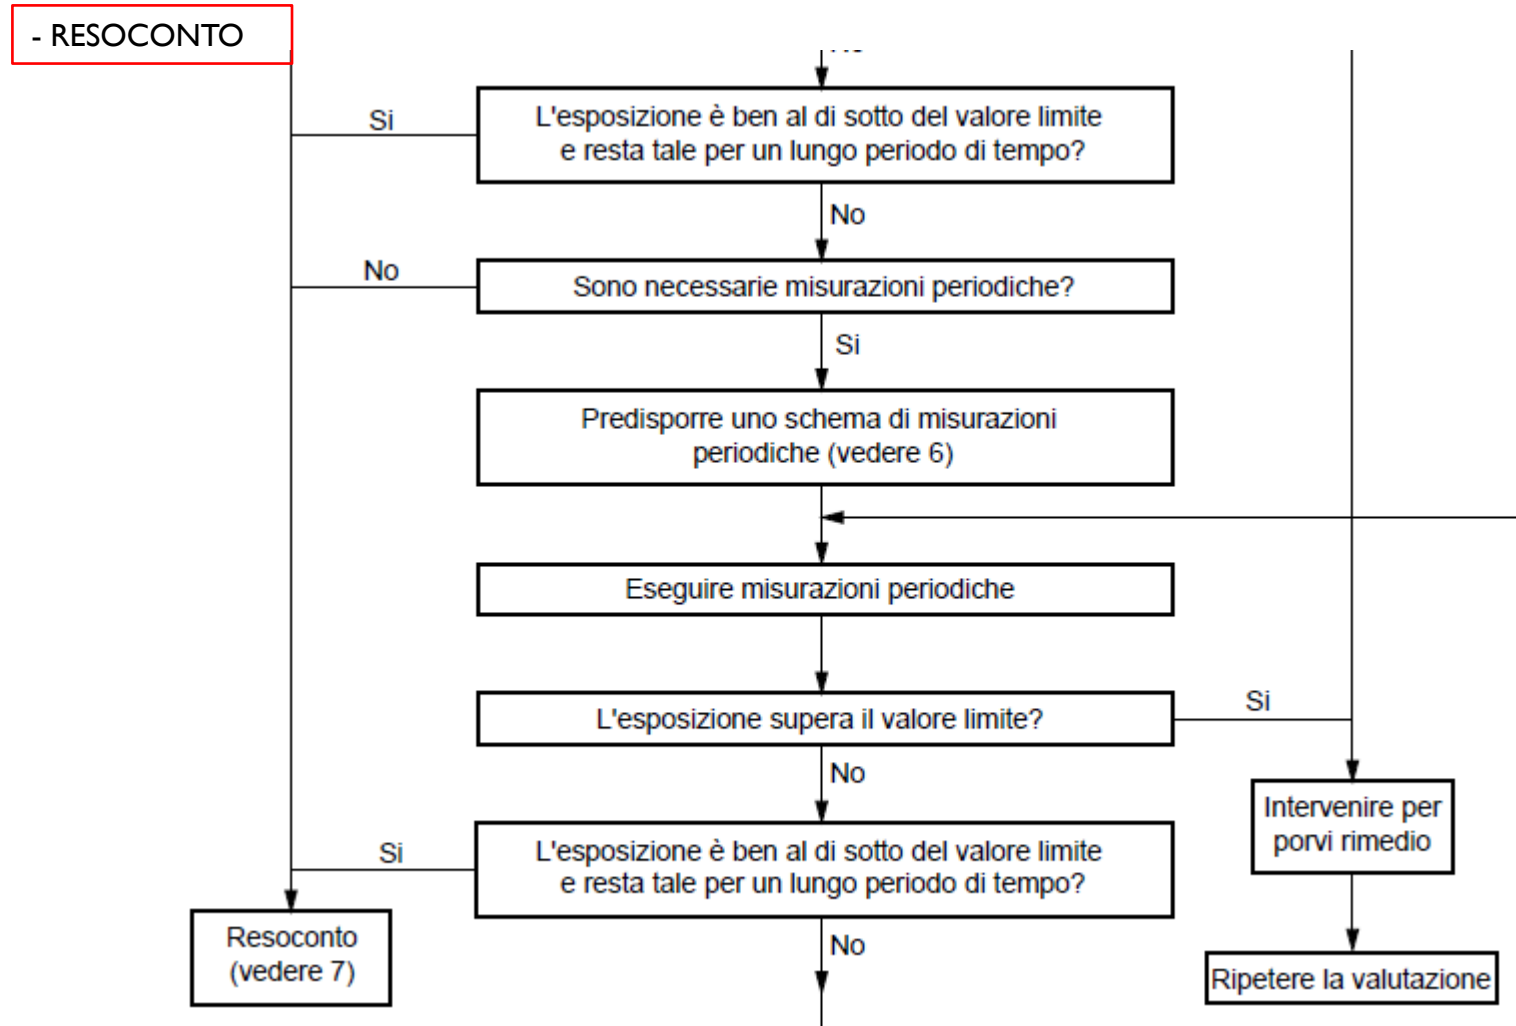 - RESOCONTO
Si
L'esposizione è ben al di sotto del valore limite
e resta tale per un lungo periodo di tempo?
No
No
Sono necessarie misurazioni periodiche?
Si
Predisporre uno schema di misurazioni
periodiche (vedere 6)
Eseguire misurazioni periodiche
L'esposizione supera il valore limite?
Si
No
Intervenire per
porvi rimedio
Si
L'esposizione è ben al di sotto del valore limite
e resta tale per un lungo periodo di tempo?
Resoconto
(vedere 7)
No
Ripetere la valutazione